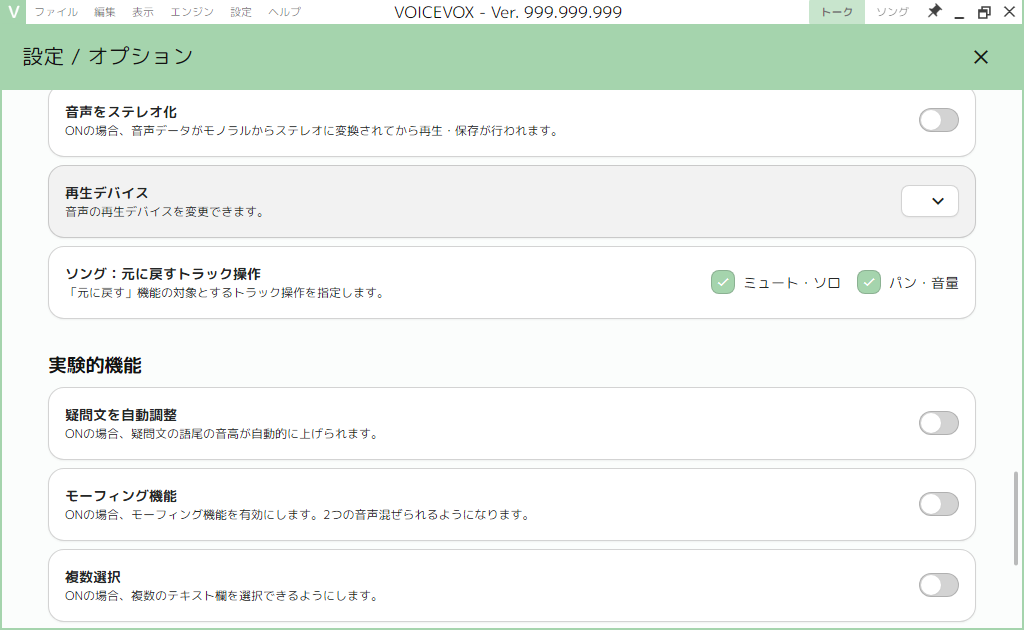 V ファイル 編集 表示 エンジン 設定 ヘルプ VOICEVOX - Ver. 999.999.999 トーク ソング
設定 / オプション
音声をステレオ化
ONの場合、音声データがモノラルからステレオに変換されてから再生・保存が行われます。
再生デバイス
音声の再生デバイスを変更できます。
ソング：元に戻すトラック操作
「元に戻す」機能の対象とするトラック操作を指定します。
ミュート・ソロ パン・音量
実験的機能
疑問文を自動調整
ONの場合、疑問文の語尾の音高が自動的に上げられます。
モーフィング機能
ONの場合、モーフィング機能を有効にします。2つの音声混ぜられるようになります。
複数選択
ONの場合、複数のテキスト欄を選択できるようにします。